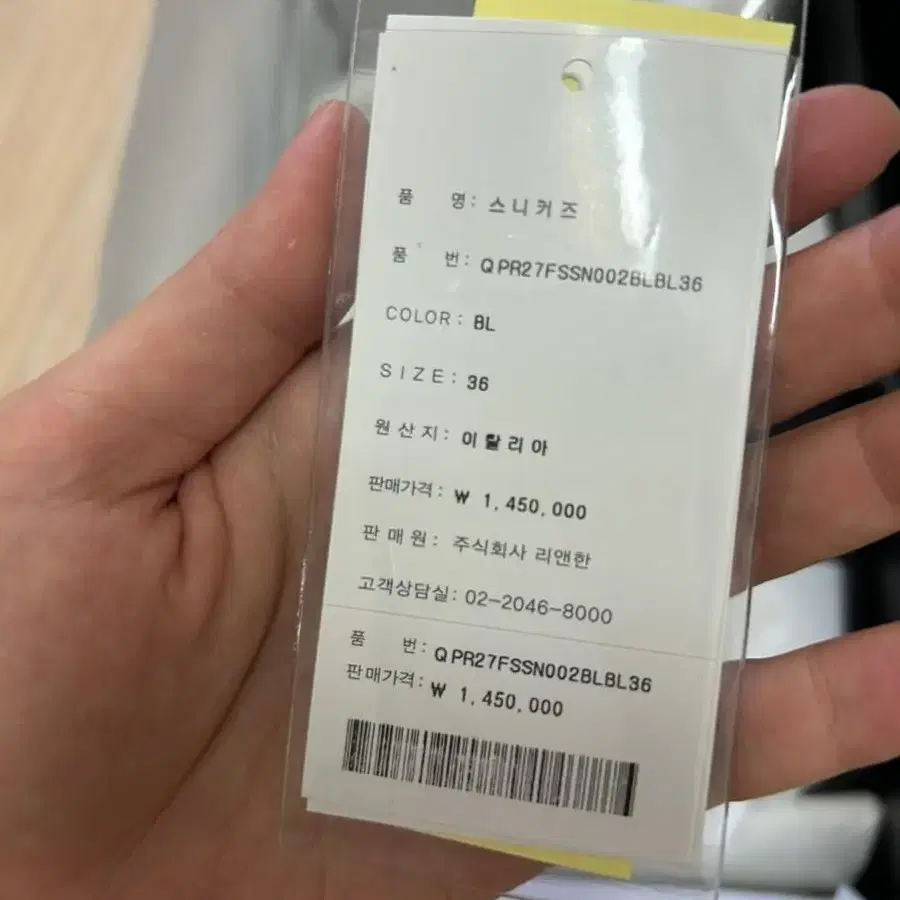 품 명: 스니커즈
품 번: QPR27FSSN002BLBL36
COLOR: BL
SIZE: 36
원산지: 이탈리아
판매가격: ₩ 1,450,000
판매원: 주식회사 리앤한
고객상담실: 02-2046-8000
품 번: QPR27FSSN002BLBL36
판매가격: ₩ 1,450,000